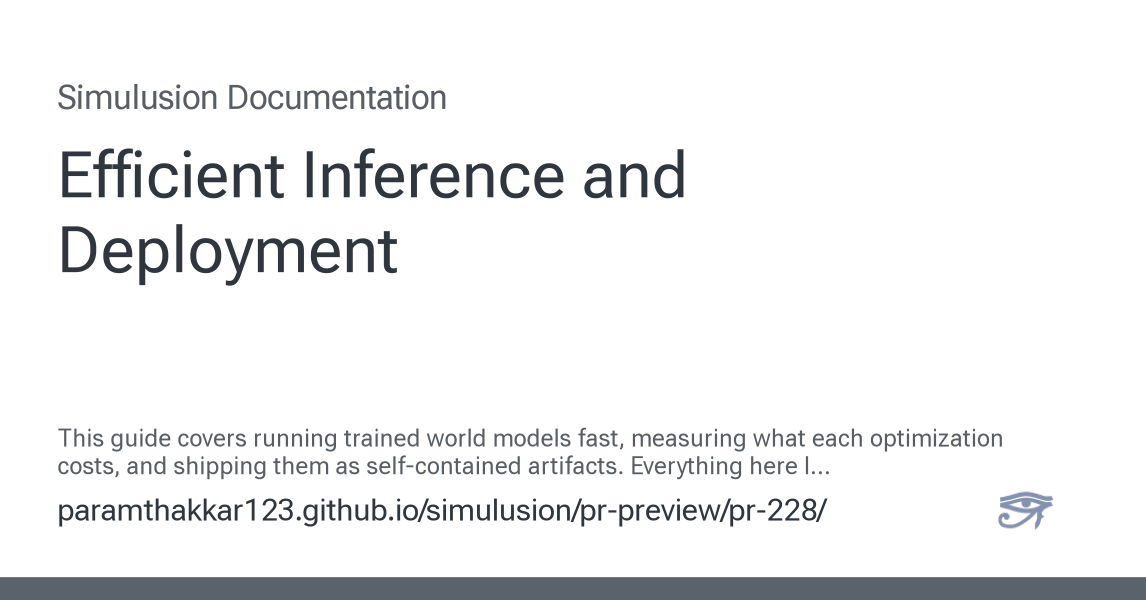 Simulusion Documentation
Efficient Inference and
Deployment
This guide covers running trained world models fast, measuring what each optimization
costs, and shipping them as self-contained artifacts. Everything here l...
paramthakkar123.github.io/simulusion/pr-preview/pr-228/